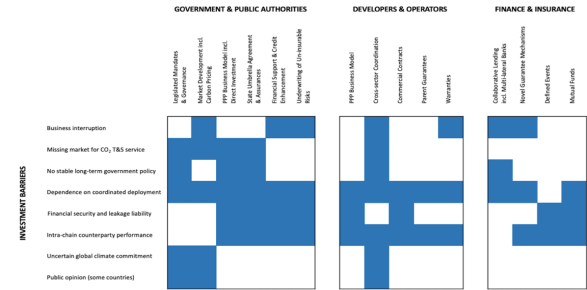 GOVERNMENT & PUBLIC AUTHORITIES
DEVELOPERS & OPERATORS
FINANCE & INSURANCE
Legislated Mandates
& Governance
Market Development incl.
Carbon Pricing
PPP Business Model incl.
Direct Investment
State Umbrella Agreement
& Assurances
Financial Support & Credit
Enhancement
Underwriting of Un-insurable
Risks
PPP Business Model
Cross-sector Coordination
Commercial Contracts
Parent Guarantees
Warranties
Collaborative Lending
incl. Multi-lateral Banks
Novel Guarantee Mechanisms
Defined Events
Mutual Funds
INVESTMENT BARRIERS
Business interruption
Missing market for CO₂ T&S service
No stable long-term government policy
Dependence on coordinated deployment
Financial security and leakage liability
Intra-chain counterparty performance
Uncertain global climate commitment
Public opinion (some countries)